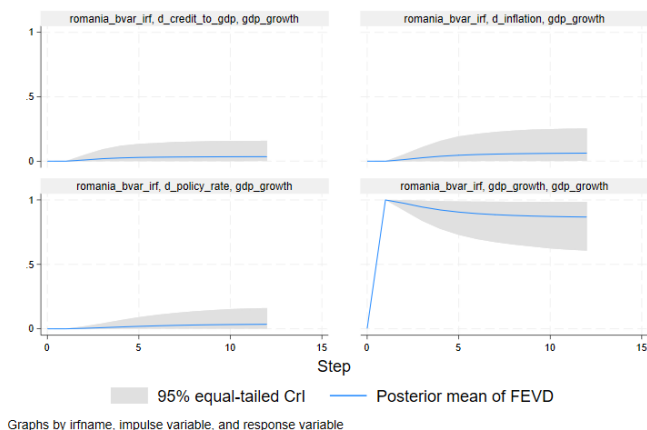 romania_bvar_irf, d_credit_to_gdp, gdp_growth
romania_bvar_irf, d_inflation, gdp_growth
1
.5
0
romania_bvar_irf, d_policy_rate, gdp_growth
romania_bvar_irf, gdp_growth, gdp_growth
1
.5
0
0 5 10 15 0 5 10 15
Step
95% equal-tailed CrI Posterior mean of FEVD
Graphs by irfname, impulse variable, and response variable